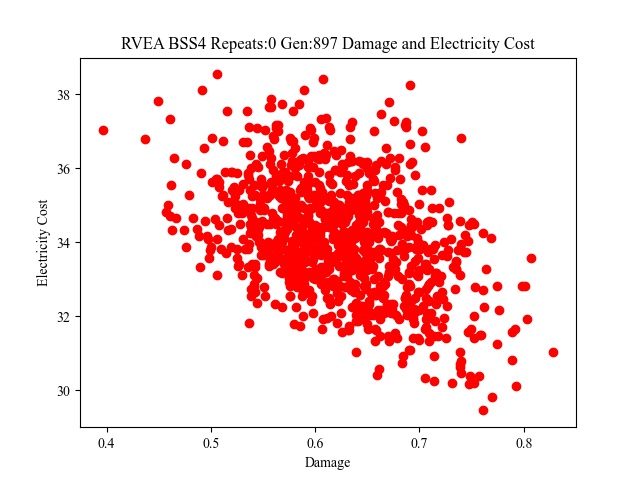 RVEA BSS4 Repeats:0 Gen:897 Damage and Electricity Cost
38
36
34
32
30
Electricity Cost
0.4 0.5 0.6 0.7 0.8
Damage